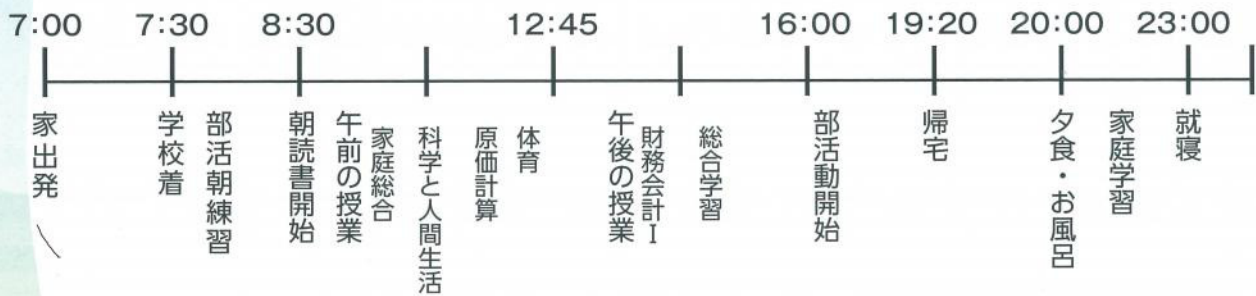 7:00 7:30 8:30 12:45 16:00 19:20 20:00 23:00
家出発
学校着
部活朝練習
朝読書開始
午前の授業
家庭総合
科学と人間生活
原価計算
体育
午後の授業
財務会計Ⅰ
総合学習
部活動開始
帰宅
夕食・お風呂
家庭学習
就寝